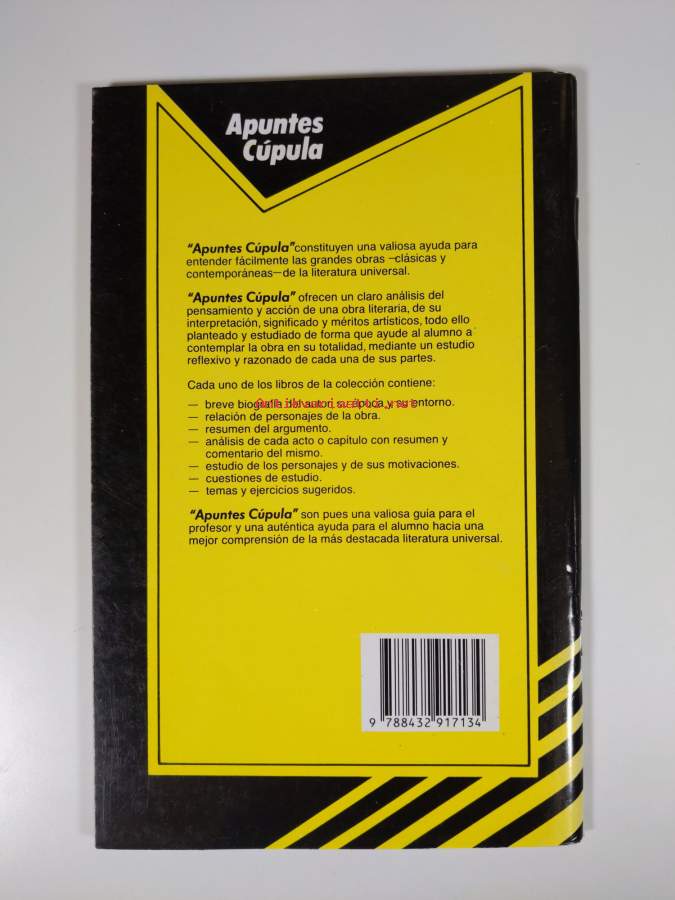 Apuntes
Cúpula
"Apuntes Cúpula" constituyen una valiosa ayuda para
entender fácilmente las grandes obras —clásicas y
contemporáneas— de la literatura universal.
"Apuntes Cúpula" ofrecen un claro análisis del
pensamiento y acción de una obra literaria, de su
interpretación, significado y méritos artísticos, todo ello
planteado y estudiado de forma que ayude al alumno a
contemplar la obra en su totalidad, mediante un estudio
reflexivo y razonado de cada una de sus partes.
Cada uno de los libros de la colección contiene:
— breve biografía del autor, su época y su entorno.
— relación de personajes de la obra.
— resumen del argumento.
— análisis de cada acto o capítulo con resumen y
comentario del mismo.
— estudio de los personajes y de sus motivaciones.
— cuestiones de estudio.
— temas y ejercicios sugeridos.
"Apuntes Cúpula" son pues una valiosa guía para el
profesor y una auténtica ayuda para el alumno hacia una
mejor comprensión de la más destacada literatura universal.
9 788432 917134